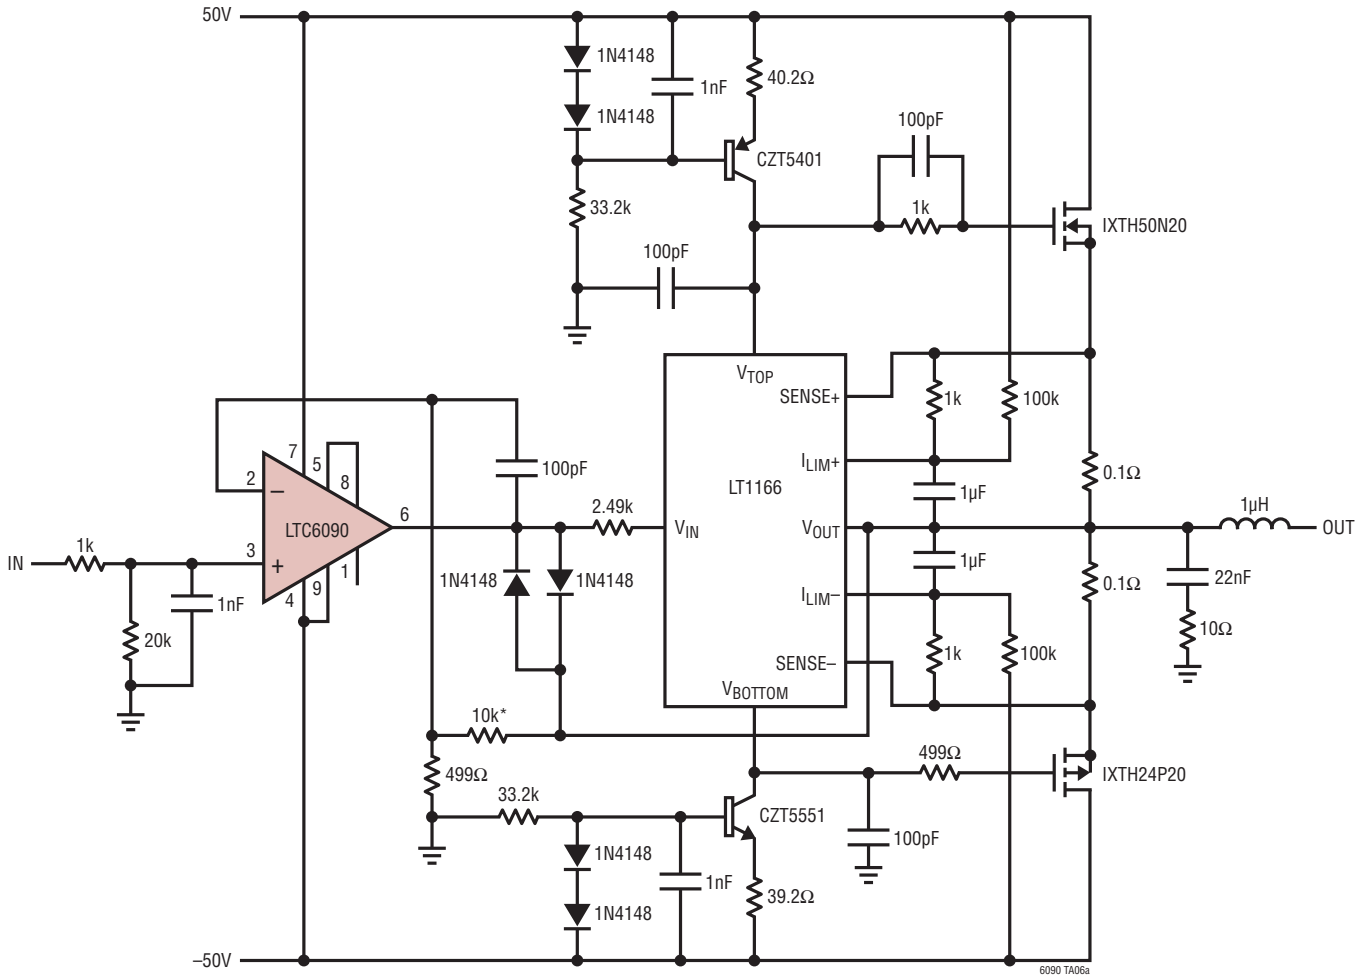 50V
1N4148
1nF
40.2Ω
1N4148
CZT5401
100pF
33.2k
1k
IXTH50N20
100pF
VTOP
SENSE+
1k
100k
7
5
8
2
–
LTC6090
6
100pF
ILIM+
0.1Ω
LT1166
1µF
2.49k
VIN
VOUT
1µH
OUT
IN
1k
3
+
4
9
1
1nF
20k
1N4148
1N4148
1µF
0.1Ω
22nF
ILIM–
10Ω
1k
100k
SENSE–
VBOTTOM
10k*
499Ω
499Ω
IXTH24P20
33.2k
CZT5551
100pF
1N4148
1nF
39.2Ω
1N4148
–50V
6090 TA06a